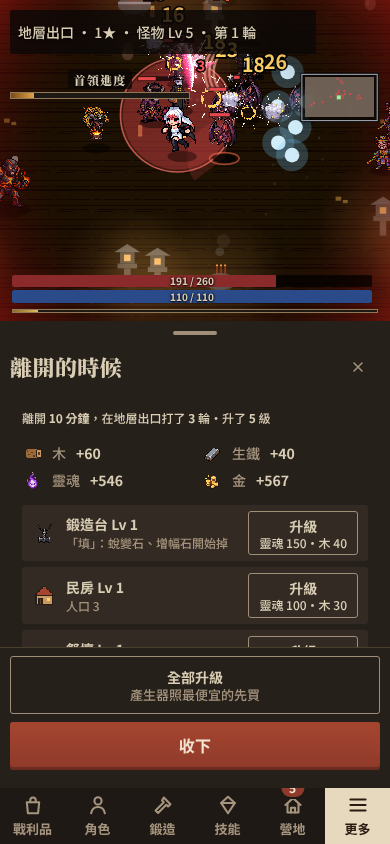 16
地層出口 · 1★ · 怪物 Lv 5 · 第 1 輪
183
3
1826
首領進度
191 / 260
110 / 110
離開的時候
×
離開 10 分鐘，在地層出口打了 3 輪·升了 5 級
木 +60
生鐵 +40
靈魂 +546
金 +567
鍛造台 Lv 1
「填」：蛻變石、增幅石開始掉
升級
靈魂 150·木 40
民房 Lv 1
人口 3
升級
靈魂 100·木 30
全部升級
產生器照最便宜的先買
收下
5
戰利品
角色
鍛造
技能
營地
更多